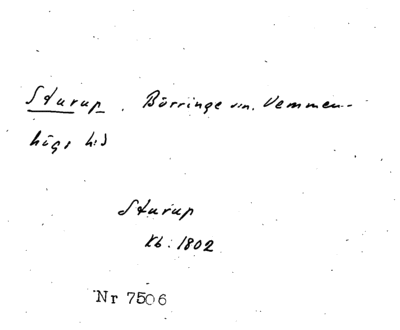 Sturup. Börringe sn. Vemmen-
högs hd
Sturup
Kb. 1802
Nr 7506